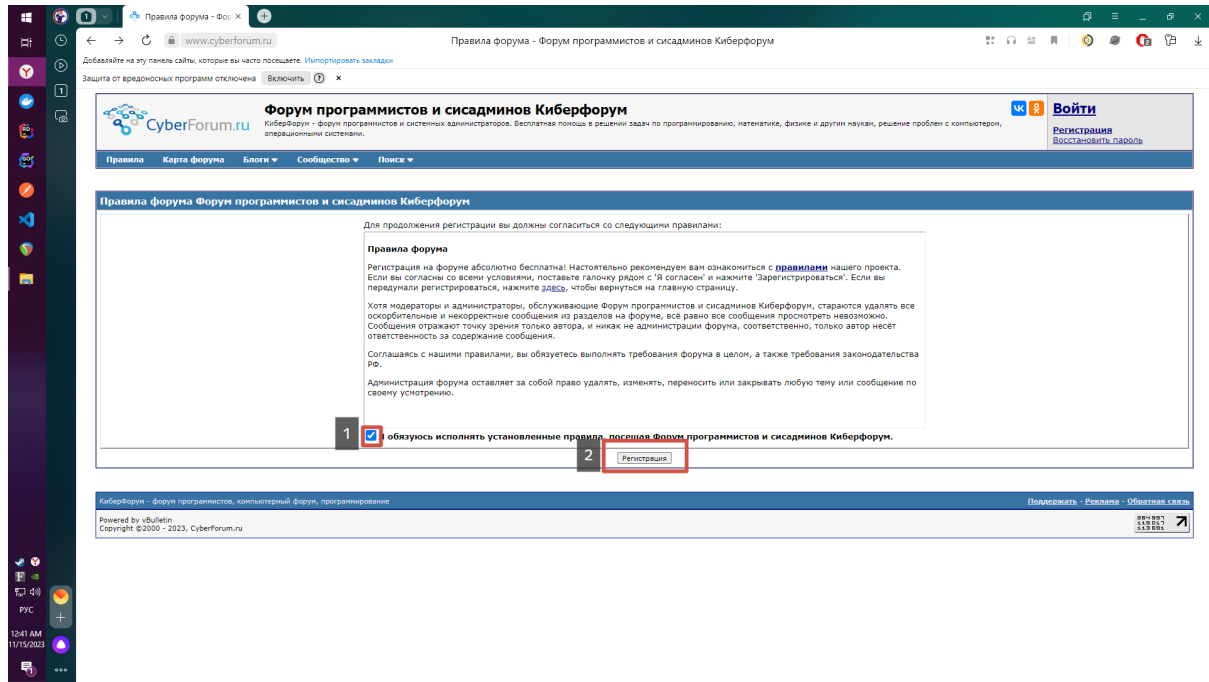 1
Правила форума - Фор
www.cyberforum.ru
Правила форума - Форум программистов и сисадминов Киберфорум
Добавляйте на эту панель сайты, которые вы часто посещаете. Импортировать закладки
Защита от вредоносных программ отключена Включить
CyberForum.ru
Форум программистов и сисадминов Киберфорум
КиберФорум - форум программистов и системных администраторов. Бесплатная помощь в решении задач по программированию, математике, физике и другим наукам, решение проблем с компьютером, операционными системами.
Войти
Регистрация
Восстановить пароль
Правила Карта форума Блоги Сообщество Поиск
Правила форума Форум программистов и сисадминов Киберфорум
Для продолжения регистрации вы должны согласиться со следующими правилами:
Правила форума
Регистрация на форуме абсолютно бесплатна! Настоятельно рекомендуем вам ознакомиться с правилами нашего проекта.
Если вы согласны со всеми условиями, поставьте галочку рядом с 'Я согласен' и нажмите 'Зарегистрироваться'. Если вы
передумали регистрироваться, нажмите здесь, чтобы вернуться на главную страницу.
Хотя модераторы и администраторы, обслуживающие Форум программистов и сисадминов Киберфорум, стараются удалять все
оскорбительные и некорректные сообщения из разделов на форуме, всё равно все сообщения просмотреть невозможно.
Сообщения отражают точку зрения только автора, и никак не администрации форума, соответственно, только автор несёт
ответственность за содержание сообщения.
Соглашаясь с нашими правилами, вы обязуетесь выполнять требования форума в целом, а также требования законодательства
РФ.
Администрация форума оставляет за собой право удалять, изменять, переносить или закрывать любую тему или сообщение по
своему усмотрению.
1
обязуюсь исполнять установленные правила, посещая Форум программистов и сисадминов Киберфорум.
2
Регистрация
КиберФорум - форум программистов, компьютерный форум, программирование
Поддержать - Реклама - Обратная связь
Powered by vBulletin
Copyright ©2000 - 2023, CyberForum.ru
РУС
12:41 AM
11/15/2023